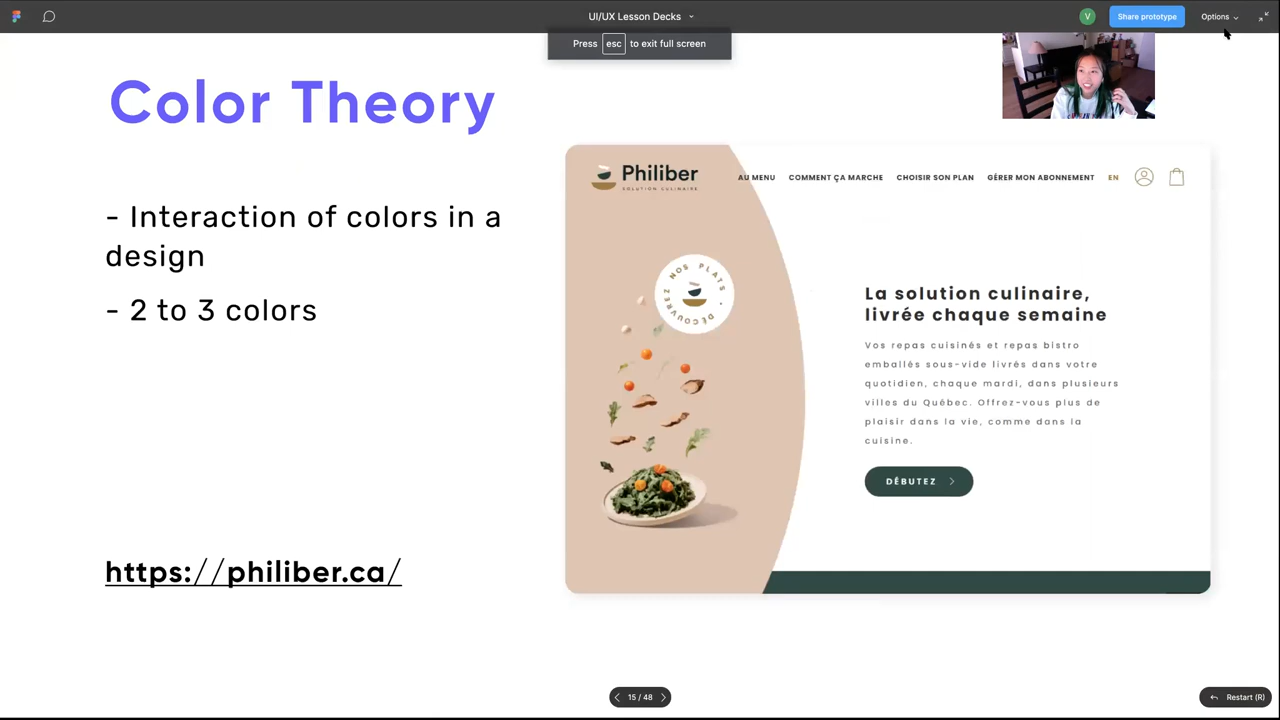 UI/UX Lesson Decks
V
Share prototype
Options
Press esc to exit full screen
Color Theory
- Interaction of colors in a
design
- 2 to 3 colors
https://philiber.ca/
Philiber
SOLUTION CULINAIRE
AU MENU COMMENT ÇA MARCHE CHOISIR SON PLAN GÉRER MON ABONNEMENT EN
DÉCOUVREZ NOS PLATS •
La solution culinaire,
livrée chaque semaine
Vos repas cuisinés et repas bistro
emballés sous-vide livrés dans votre
quotidien, chaque mardi, dans plusieurs
villes du Québec. Offrez-vous plus de
plaisir dans la vie, comme dans la
cuisine.
DÉBUTEZ
15 / 48
Restart (R)